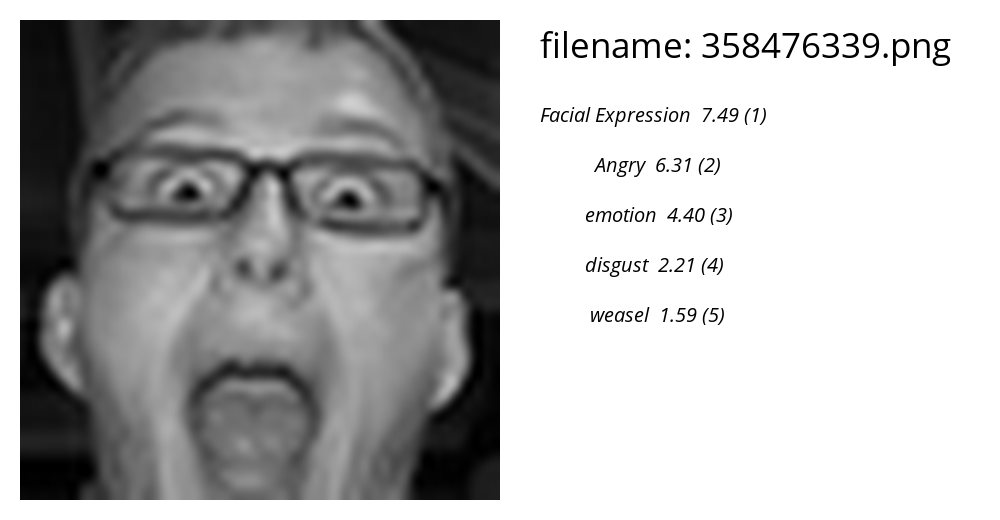 filename: 358476339.png
Facial Expression 7.49 (1)
Angry 6.31 (2)
emotion 4.40 (3)
disgust 2.21 (4)
weasel 1.59 (5)